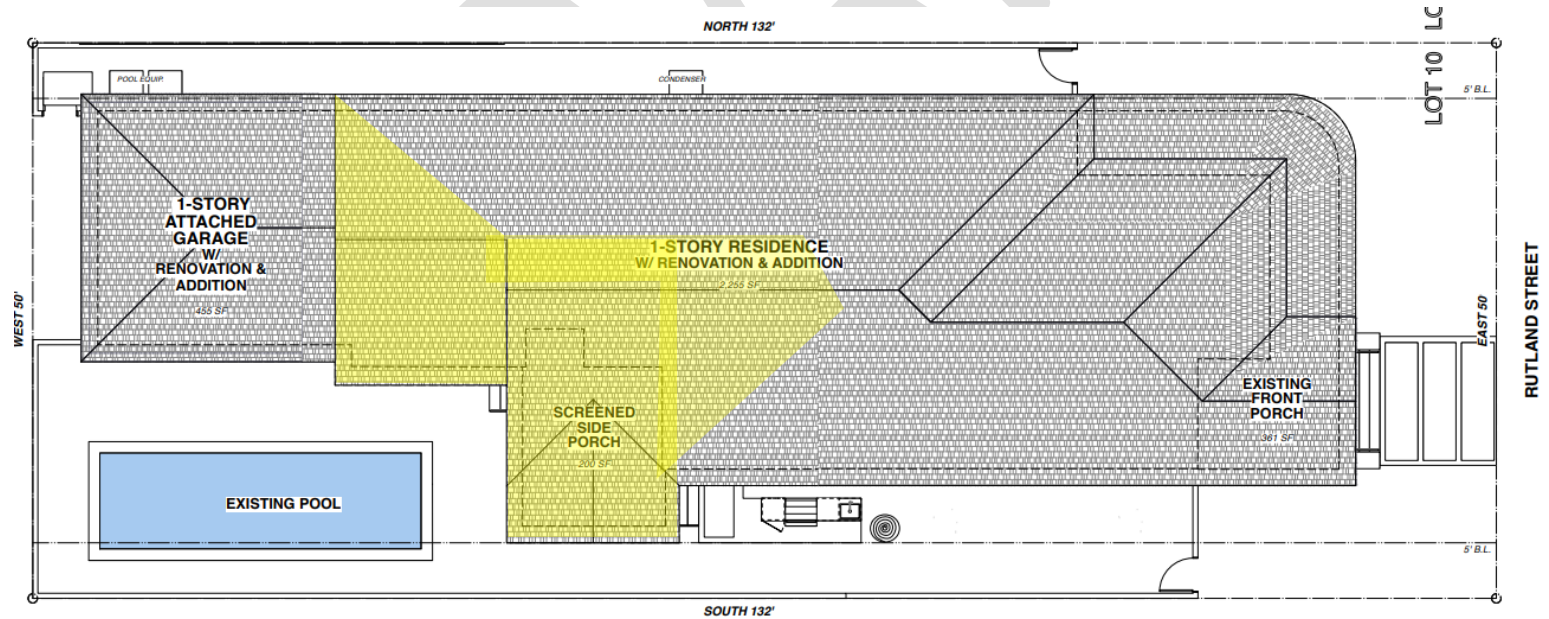 NORTH 132'
LOT 10
POOL EQUIP.
CONDENSER
5' B.L.
1-STORY
ATTACHED
GARAGE
W/
RENOVATION &
ADDITION
455 SF
1-STORY RESIDENCE
W/ RENOVATION & ADDITION
2,255 SF
WEST 50'
EAST 50'
RUTLAND STREET
SCREENED
SIDE
PORCH
200 SF
EXISTING
FRONT
PORCH
361 SF
EXISTING POOL
5' B.L.
SOUTH 132'